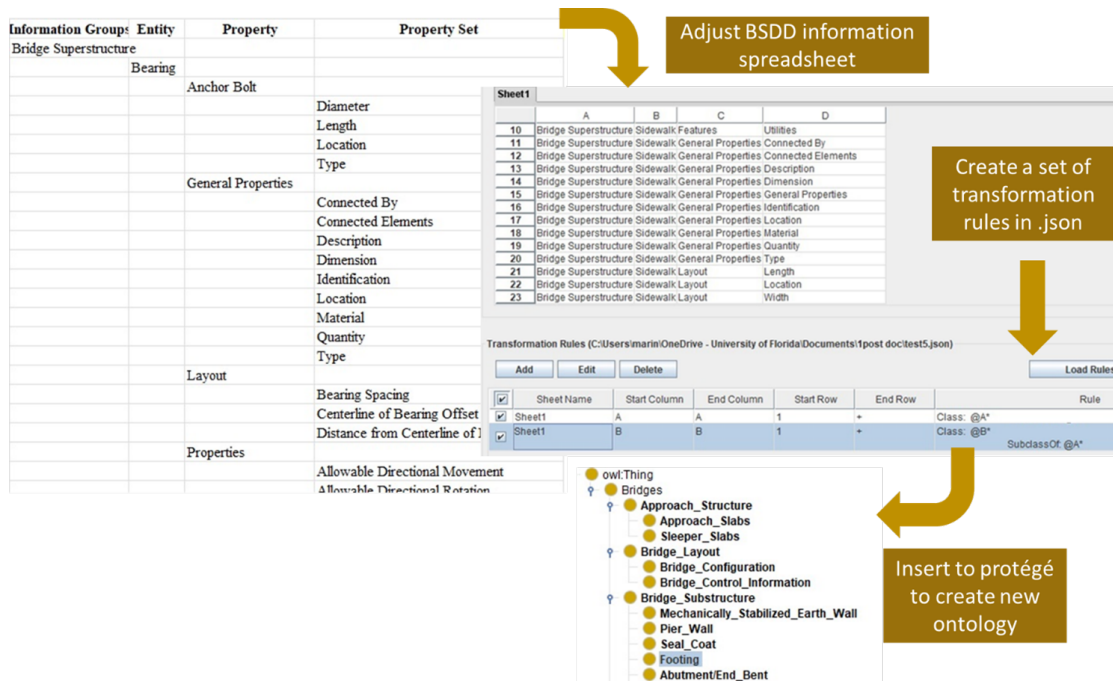 Information Groups Entity Property Property Set
Bridge Superstructure
Bearing
Anchor Bolt
Diameter
Length
Location
Type
General Properties
Connected By
Connected Elements
Description
Dimension
Identification
Location
Material
Quantity
Type
Layout
Bearing Spacing
Centerline of Bearing Offset
Distance from Centerline of
Properties
Allowable Directional Movement
Allowable Directional Rotation
Adjust BSDD information
spreadsheet
Sheet1
A B C D
10 Bridge Superstructure Sidewalk Features Utilities
11 Bridge Superstructure Sidewalk General Properties Connected By
12 Bridge Superstructure Sidewalk General Properties Connected Elements
13 Bridge Superstructure Sidewalk General Properties Description
14 Bridge Superstructure Sidewalk General Properties Dimension
15 Bridge Superstructure Sidewalk General Properties General Properties
16 Bridge Superstructure Sidewalk General Properties Identification
17 Bridge Superstructure Sidewalk General Properties Location
18 Bridge Superstructure Sidewalk General Properties Material
19 Bridge Superstructure Sidewalk General Properties Quantity
20 Bridge Superstructure Sidewalk General Properties Type
21 Bridge Superstructure Sidewalk Layout Length
22 Bridge Superstructure Sidewalk Layout Location
23 Bridge Superstructure Sidewalk Layout Width
Create a set of
transformation
rules in .json
Transformation Rules (C:\Users\marin\OneDrive - University of Florida\Documents\1post doc\test5.json)
Add Edit Delete Load Rules
Sheet Name Start Column End Column Start Row End Row Rule
Sheet1 A A 1 + Class: @A*
Sheet1 B B 1 + Class: @B*
SubclassOf: @A*
owl:Thing
Bridges
Approach_Structure
Approach_Slabs
Sleeper_Slabs
Bridge_Layout
Bridge_Configuration
Bridge_Control_Information
Bridge_Substructure
Mechanically_Stabilized_Earth_Wall
Pier_Wall
Seal_Coat
Footing
Abutment/End_Bent
Insert to protégé
to create new
ontology